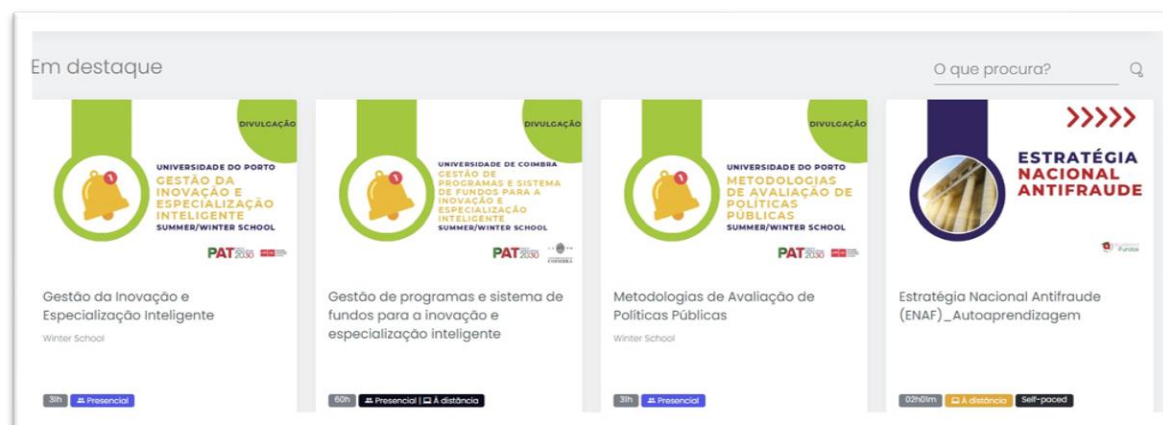 Em destaque
O que procura?
DIVULGAÇÃO
UNIVERSIDADE DO PORTO
GESTÃO DA
INOVAÇÃO E
ESPECIALIZAÇÃO
INTELIGENTE
SUMMER/WINTER SCHOOL
PAT
2030
Gestão da Inovação e
Especialização Inteligente
Winter School
31h
Presencial
DIVULGAÇÃO
UNIVERSIDADE DE COIMBRA
GESTÃO DE
PROGRAMAS E SISTEMA
DE FUNDOS PARA A
INOVAÇÃO E
ESPECIALIZAÇÃO
INTELIGENTE
SUMMER/WINTER SCHOOL
PAT
2030
COIMBRA
Gestão de programas e sistema de
fundos para a inovação e
especialização inteligente
60h
Presencial | À distância
DIVULGAÇÃO
UNIVERSIDADE DO PORTO
METODOLOGIAS
DE AVALIAÇÃO DE
POLÍTICAS
PÚBLICAS
SUMMER/WINTER SCHOOL
PAT
2030
Metodologias de Avaliação de
Políticas Públicas
Winter School
31h
Presencial
ESTRATÉGIA
NACIONAL
ANTIFRAUDE
Fundos
Estratégia Nacional Antifraude
(ENAF)_Autoaprendizagem
02h01m
À distância
Self-paced